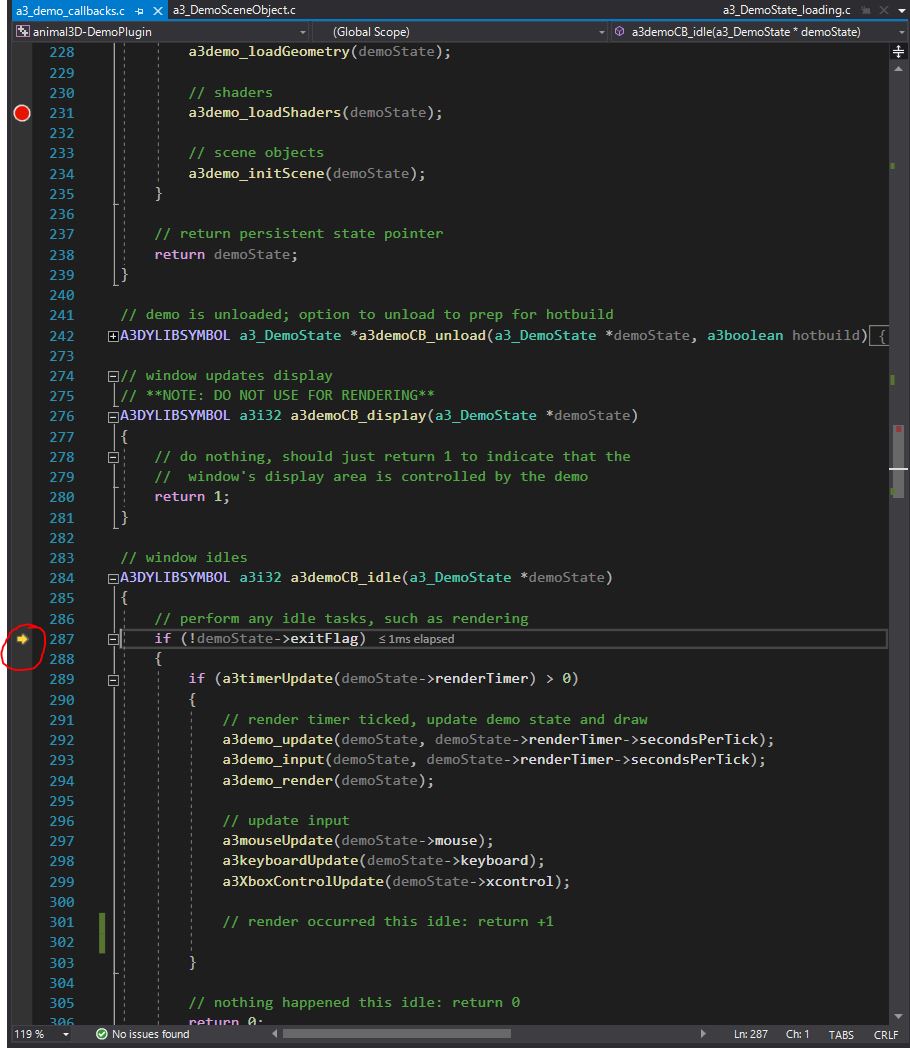 a3_demo_callbacks.c
a3_DemoSceneObject.c
a3_DemoState_loading.c
animal3D-DemoPlugin
(Global Scope)
a3demoCB_idle(a3_DemoState * demoState)
228 a3demo_loadGeometry(demoState);
229
230 // shaders
231 a3demo_loadShaders(demoState);
232
233 // scene objects
234 a3demo_initScene(demoState);
235 }
236
237 // return persistent state pointer
238 return demoState;
239 }
240
241 // demo is unloaded; option to unload to prep for hotbuild
242 A3DYLIBSYMBOL a3_DemoState *a3demoCB_unload(a3_DemoState *demoState, a3boolean hotbuild) {
273
274 // window updates display
275 // **NOTE: DO NOT USE FOR RENDERING**
276 A3DYLIBSYMBOL a3i32 a3demoCB_display(a3_DemoState *demoState)
277 {
278 // do nothing, should just return 1 to indicate that the
279 //  window's display area is controlled by the demo
280 return 1;
281 }
282
283 // window idles
284 A3DYLIBSYMBOL a3i32 a3demoCB_idle(a3_DemoState *demoState)
285 {
286 // perform any idle tasks, such as rendering
287 if (!demoState->exitFlag) ≤1ms elapsed
288 {
289 if (a3timerUpdate(demoState->renderTimer) > 0)
290 {
291 // render timer ticked, update demo state and draw
292 a3demo_update(demoState, demoState->renderTimer->secondsPerTick);
293 a3demo_input(demoState, demoState->renderTimer->secondsPerTick);
294 a3demo_render(demoState);
295
296 // update input
297 a3mouseUpdate(demoState->mouse);
298 a3keyboardUpdate(demoState->keyboard);
299 a3XboxControlUpdate(demoState->xcontrol);
300
301 // render occurred this idle: return +1
302
303 }
304
305 // nothing happened this idle: return 0
306 return 0;
119 %
No issues found
Ln: 287
Ch: 1
TABS
CRLF